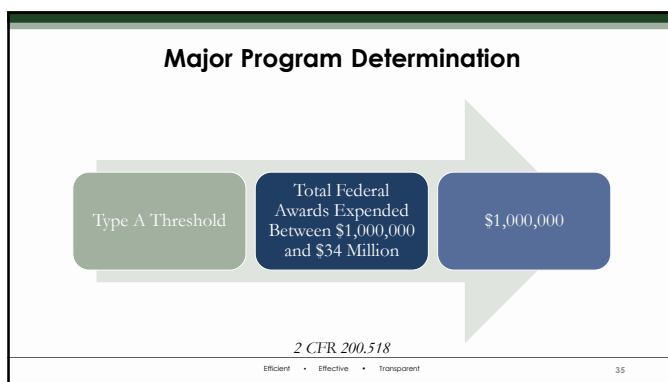 Major Program Determination
Type A Threshold
Total Federal
Awards Expended
Between $1,000,000
and $34 Million
$1,000,000
2 CFR 200.518
Efficient • Effective • Transparent
35